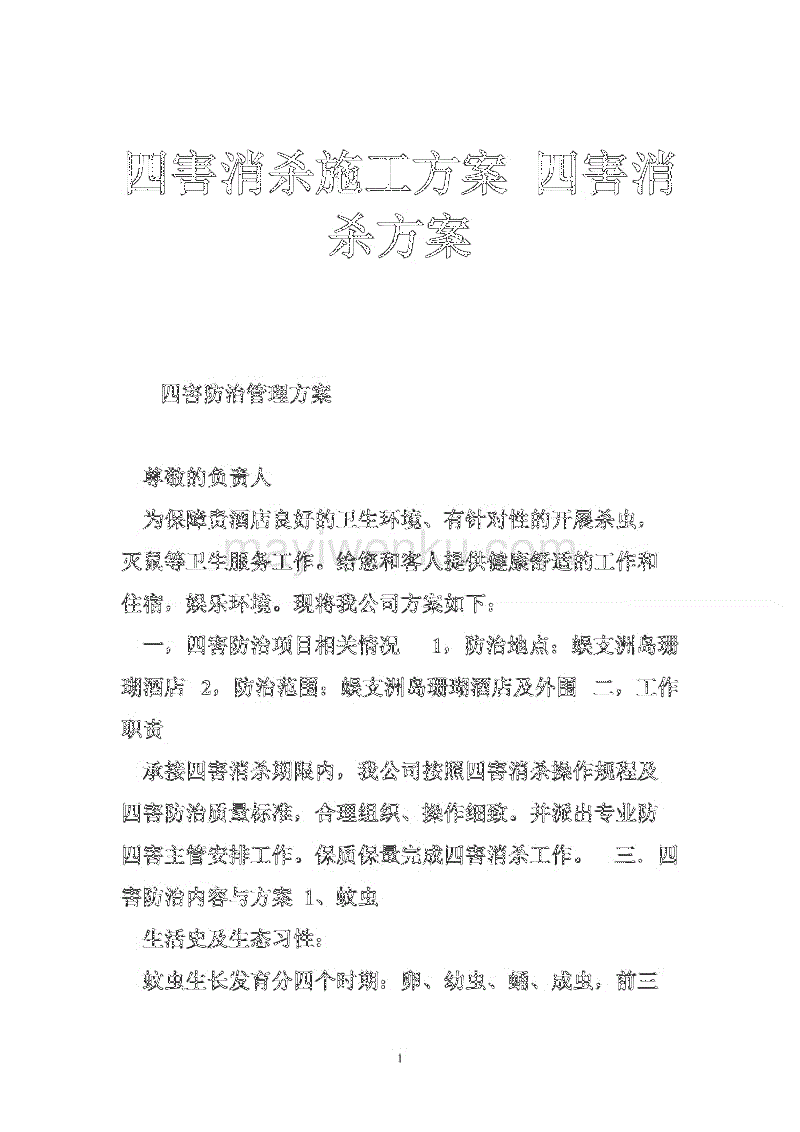 四害消杀施工方案 四害消
杀方案
四害防治管理方案
尊敬的负责人
为保障贵酒店良好的卫生环境、有针对性的开展杀虫，
mayiwenku.com
灭鼠等卫生服务工作。给您和客人提供健康舒适的工作和
住宿，娱乐环境。现将我公司方案如下：
一，四害防治项目相关情况 1，防治地点：蜈支洲岛珊
瑚酒店 2，防治范围：蜈支洲岛珊瑚酒店及外围 二，工作
职责
承接四害消杀期限内，我公司按照四害消杀操作规程及
四害防治质量标准，合理组织、操作细致。并派出专业防
四害主管安排工作。保质保量完成四害消杀工作。 三．四
害防治内容与方案 1、蚊虫
生活史及生态习性：
蚊虫生长发育分四个时期：卵、幼虫、蛹、成虫，前三
1